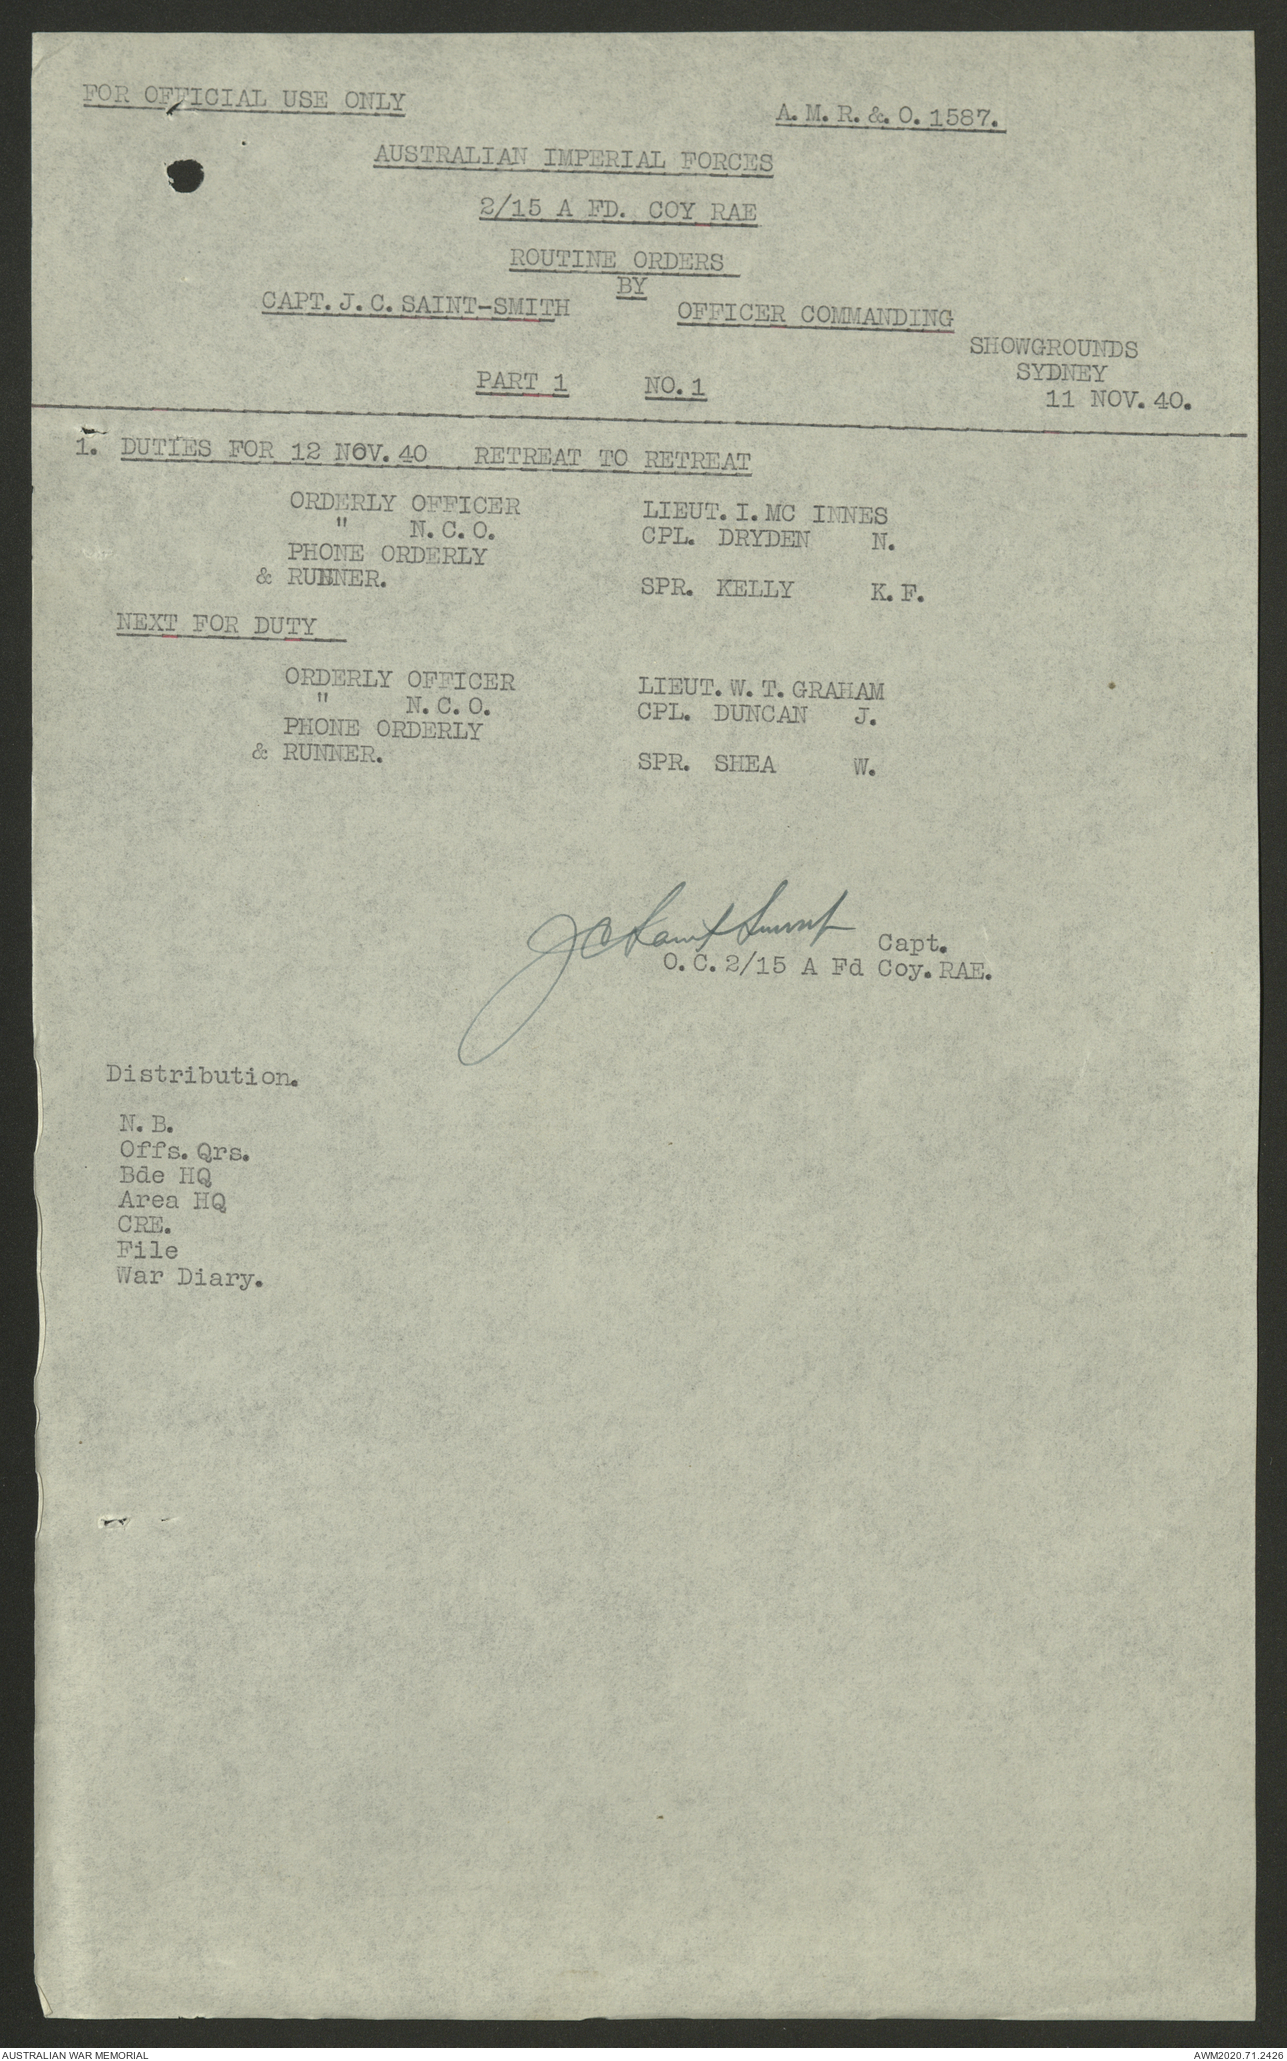 FOR OFFICIAL USE ONLY
A.M.R.&.O.1587.
AUSTRALIAN IMPERIAL FORCES
2/15 A FD. COY RAE
ROUTINE ORDERS
BY
CAPT.J.C.SAINT-SMITH OFFICER COMMANDING
SHOWGROUNDS
SYDNEY
11 NOV.40.
PART 1 NO.1
1. DUTIES FOR 12 NOV.40 RETREAT TO RETREAT
ORDERLY OFFICER LIEUT.I.MC INNES
" N.C.O. CPL. DRYDEN N.
PHONE ORDERLY
& RUNNER. SPR. KELLY K.F.
NEXT FOR DUTY
ORDERLY OFFICER LIEUT.W.T.GRAHAM
" N.C.O. CPL. DUNCAN J.
PHONE ORDERLY
& RUNNER. SPR. SHEA W.
JC Saint Smith Capt.
O.C.2/15 A Fd Coy.RAE.
Distribution.
N.B.
Offs.Qrs.
Bde HQ
Area HQ
CRE.
File
War Diary.
AUSTRALIAN WAR MEMORIAL
AWM2020.71.2426